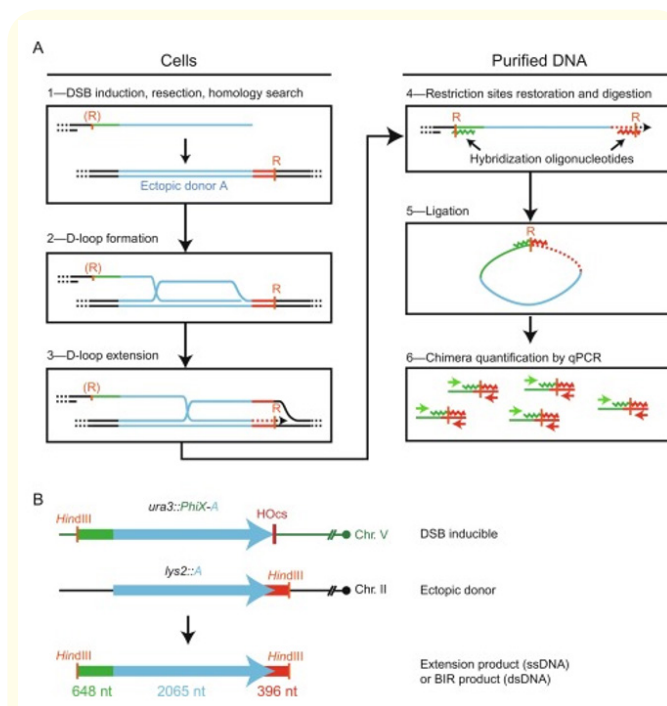 A
Cells
1—DSB induction, resection, homology search
(R)
R
Ectopic donor A
2—D-loop formation
(R)
R
3—D-loop extension
(R)
R
Purified DNA
4—Restriction sites restoration and digestion
R
R
Hybridization oligonucleotides
5—Ligation
R
6—Chimera quantification by qPCR
B
ura3::PhiX-A
HindIII
HOcs
Chr. V
DSB inducible
lys2::A
HindIII
Chr. II
Ectopic donor
HindIII
HindIII
648 nt
2065 nt
396 nt
Extension product (ssDNA)
or BIR product (dsDNA)